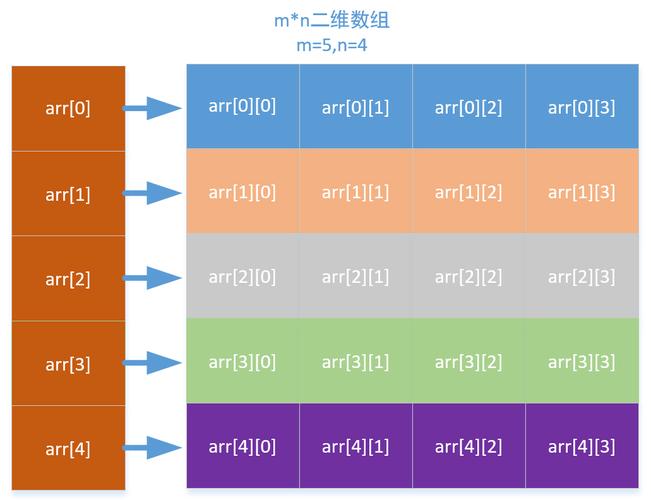 m*n二维数组
m=5,n=4
arr[0] arr[0][0] arr[0][1] arr[0][2] arr[0][3]
arr[1] arr[1][0] arr[1][1] arr[1][2] arr[1][3]
arr[2] arr[2][0] arr[2][1] arr[2][2] arr[2][3]
arr[3] arr[3][0] arr[3][1] arr[3][2] arr[3][3]
arr[4] arr[4][0] arr[4][1] arr[4][2] arr[4][3]